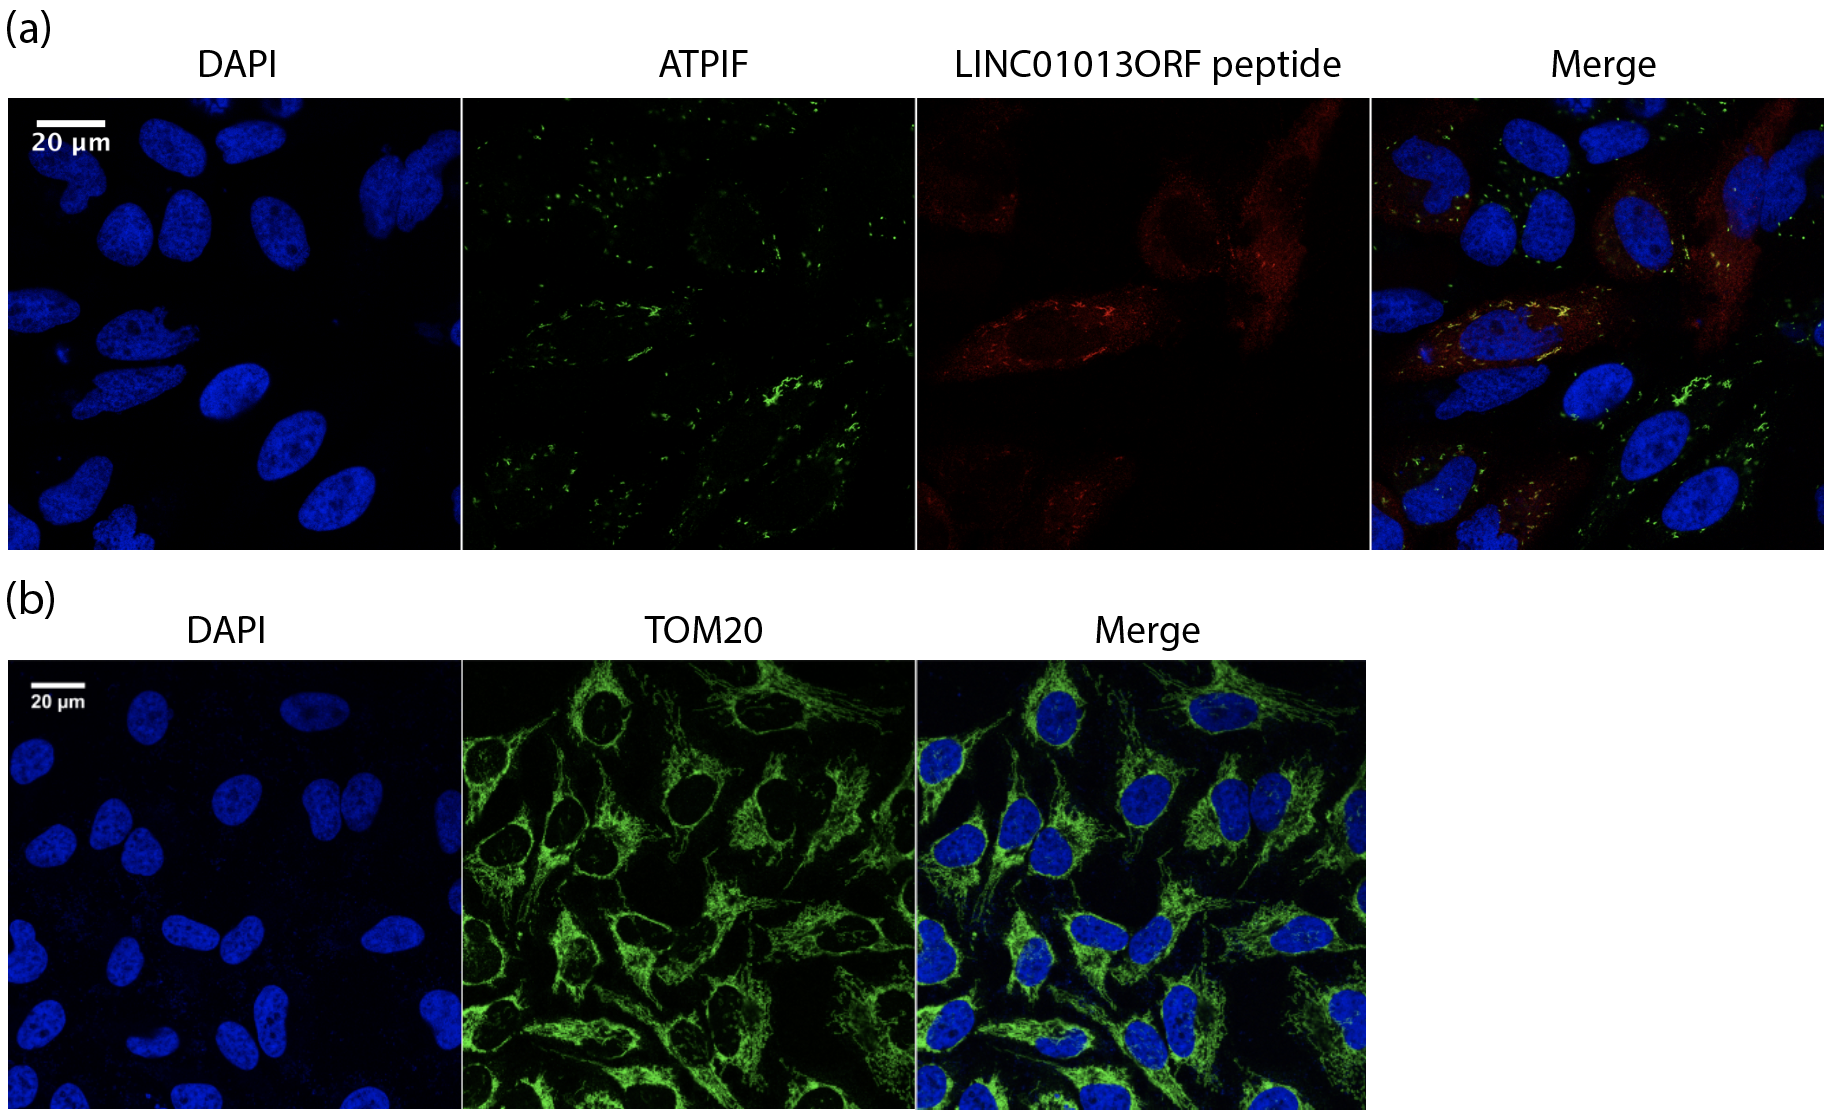 (a)
DAPI ATPIF LINC01013ORF peptide Merge
20 μm
(b)
DAPI TOM20 Merge
20 μm